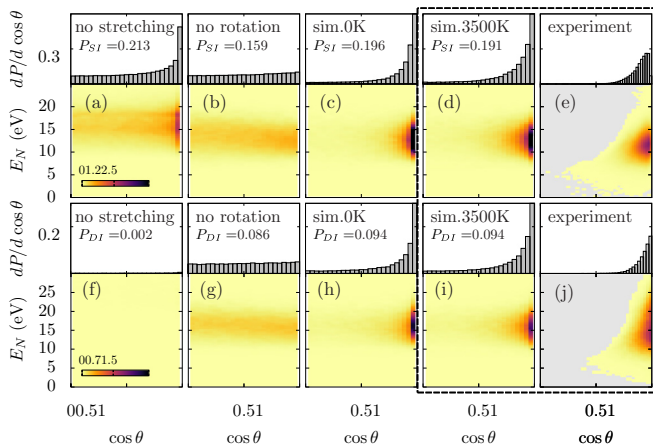 no stretching no rotation sim.0K sim.3500K experiment
P_SI=0.213 P_SI=0.159 P_SI=0.196 P_SI=0.191
dP/d cos θ
0.3
(a) (b) (c) (d) (e)
E_N (eV)
20
15
10
5
0
01.22.5
no stretching no rotation sim.0K sim.3500K experiment
P_DI=0.002 P_DI=0.086 P_DI=0.094 P_DI=0.094
dP/d cos θ
0.2
(f) (g) (h) (i) (j)
E_N (eV)
25
20
15
10
5
0
00.71.5
00.51 0.51 0.51 0.51 0.51
cos θ cos θ cos θ cos θ cos θ